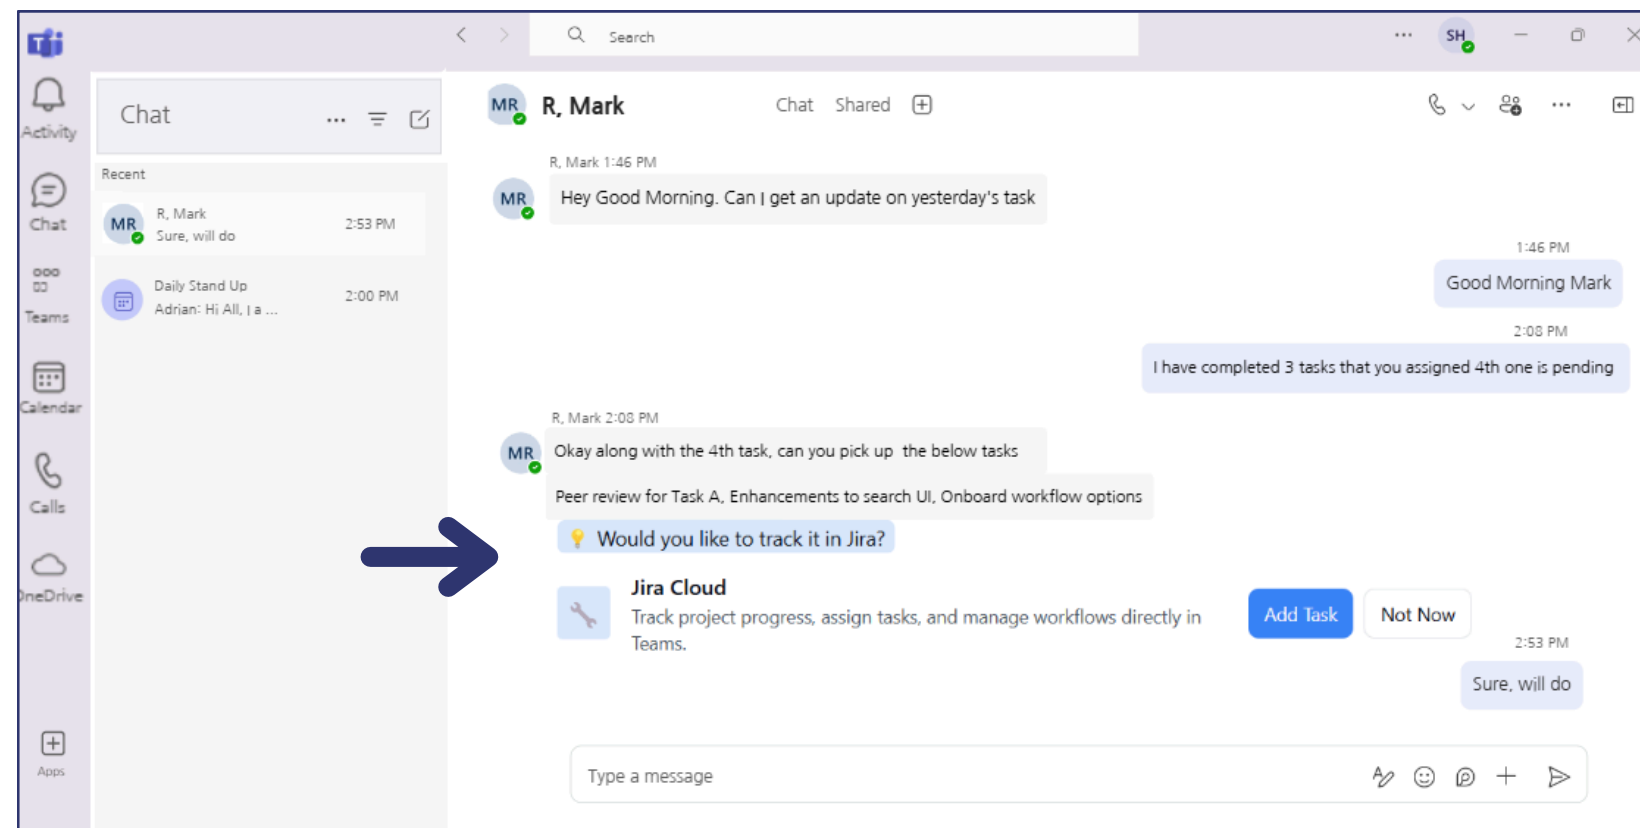 Search
SH
Activity
Chat
Teams
Calendar
Calls
OneDrive
Apps
Chat
Recent
MR
R, Mark
2:53 PM
Sure, will do
Daily Stand Up
2:00 PM
Adrian: Hi All, I a ...
MR
R, Mark
Chat
Shared
R, Mark 1:46 PM
MR
Hey Good Morning. Can I get an update on yesterday's task
1:46 PM
Good Morning Mark
2:08 PM
I have completed 3 tasks that you assigned 4th one is pending
R, Mark 2:08 PM
MR
Okay along with the 4th task, can you pick up the below tasks
Peer review for Task A, Enhancements to search UI, Onboard workflow options
Would you like to track it in Jira?
Jira Cloud
Track project progress, assign tasks, and manage workflows directly in
Teams.
Add Task
Not Now
2:53 PM
Sure, will do
Type a message